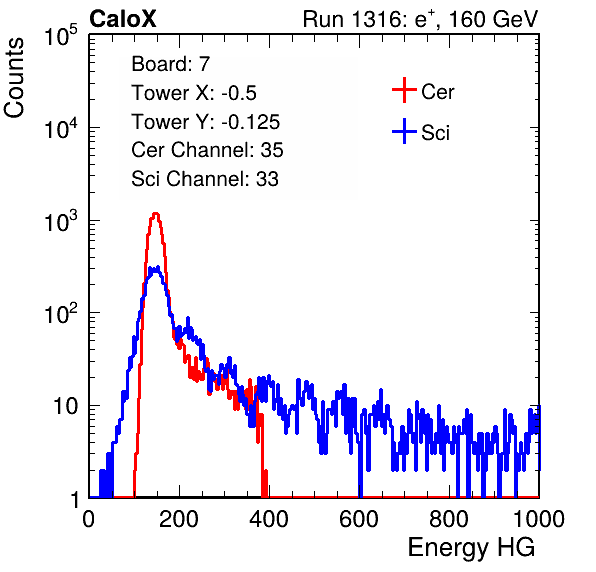 CaloX Run 1316: e⁺, 160 GeV
Counts
10⁵
10⁴
10³
10²
10
1
Board: 7
Tower X: -0.5
Tower Y: -0.125
Cer Channel: 35
Sci Channel: 33
Cer
Sci
0 200 400 600 800 1000
Energy HG